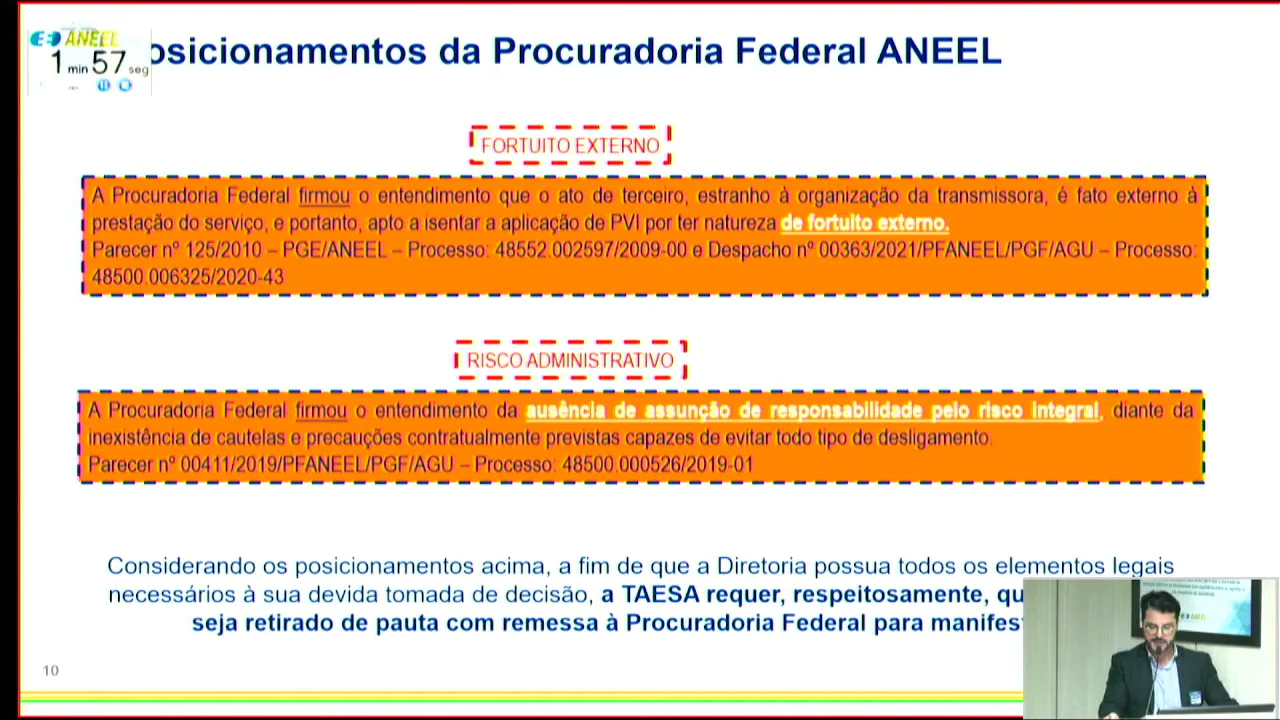 ANEEL
1 min 57 seg
osicionamentos da Procuradoria Federal ANEEL
FORTUITO EXTERNO
A Procuradoria Federal firmou o entendimento que o ato de terceiro, estranho à organização da transmissora, é fato externo à
prestação do serviço, e portanto, apto a isentar a aplicação de PVI por ter natureza de fortuito externo.
Parecer nº 125/2010 – PGE/ANEEL – Processo: 48552.002597/2009-00 e Despacho nº 00363/2021/PFANEEL/PGF/AGU – Processo:
48500.006325/2020-43
RISCO ADMINISTRATIVO
A Procuradoria Federal firmou o entendimento da ausência de assunção de responsabilidade pelo risco integral, diante da
inexistência de cautelas e precauções contratualmente previstas capazes de evitar todo tipo de desligamento.
Parecer nº 00411/2019/PFANEEL/PGF/AGU – Processo: 48500.000526/2019-01
Considerando os posicionamentos acima, a fim de que a Diretoria possua todos os elementos legais
necessários à sua devida tomada de decisão, a TAESA requer, respeitosamente, qu
seja retirado de pauta com remessa à Procuradoria Federal para manifest
10